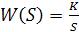 W(S) = K/S